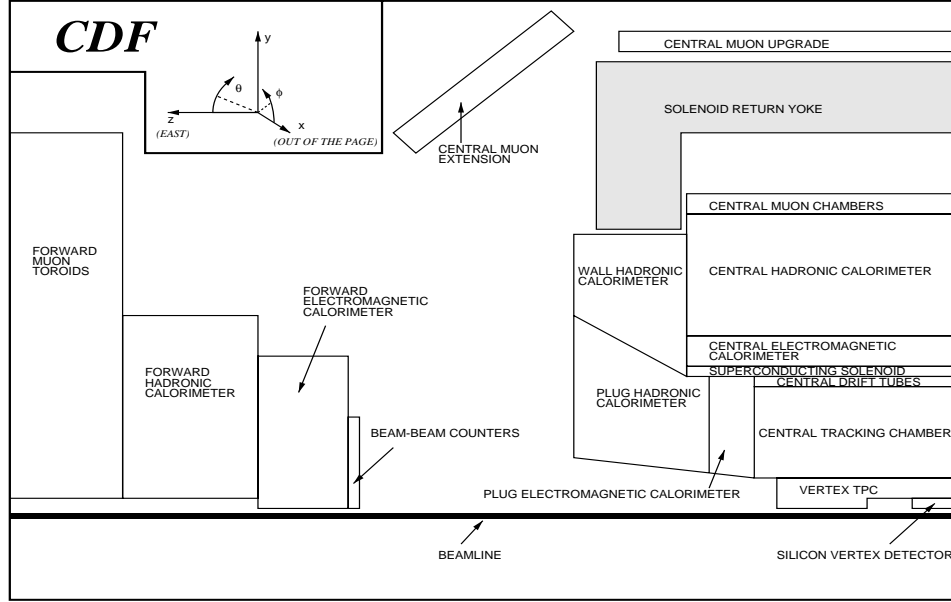 CDF
y
θ
φ
z
x
(EAST)
(OUT OF THE PAGE)
CENTRAL MUON
EXTENSION
CENTRAL MUON UPGRADE
SOLENOID RETURN YOKE
CENTRAL MUON CHAMBERS
FORWARD
MUON
TOROIDS
WALL HADRONIC
CALORIMETER
CENTRAL HADRONIC CALORIMETER
FORWARD
ELECTROMAGNETIC
CALORIMETER
CENTRAL ELECTROMAGNETIC
CALORIMETER
SUPERCONDUCTING SOLENOID
CENTRAL DRIFT TUBES
FORWARD
HADRONIC
CALORIMETER
PLUG HADRONIC
CALORIMETER
BEAM-BEAM COUNTERS
CENTRAL TRACKING CHAMBER
PLUG ELECTROMAGNETIC CALORIMETER
VERTEX TPC
BEAMLINE
SILICON VERTEX DETECTOR